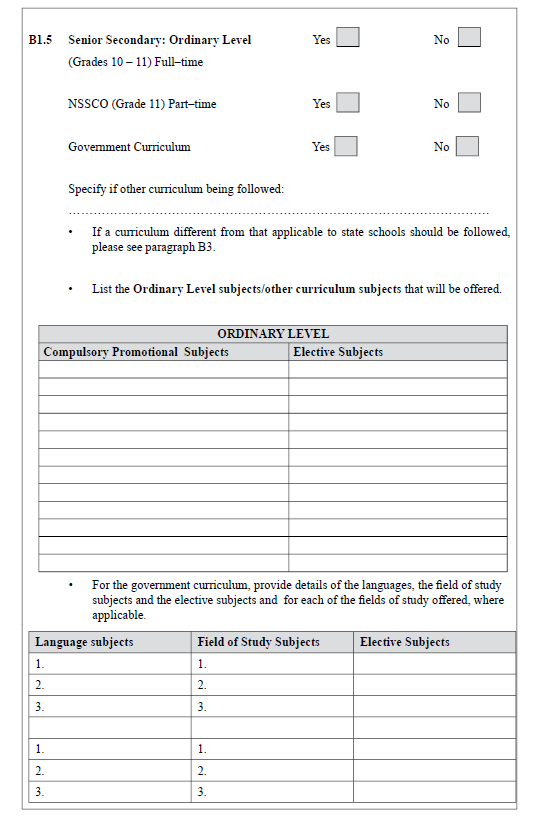 B1.5 Senior Secondary: Ordinary Level Yes No
(Grades 10 – 11) Full–time
NSSCO (Grade 11) Part–time Yes No
Government Curriculum Yes No
Specify if other curriculum being followed:
.......................................................................................................
• If a curriculum different from that applicable to state schools should be followed,
please see paragraph B3.
• List the Ordinary Level subjects/other curriculum subjects that will be offered.
ORDINARY LEVEL
Compulsory Promotional Subjects Elective Subjects
• For the government curriculum, provide details of the languages, the field of study
subjects and the elective subjects and for each of the fields of study offered, where
applicable.
Language subjects Field of Study Subjects Elective Subjects
1. 1.
2. 2.
3. 3.
1. 1.
2. 2.
3. 3.